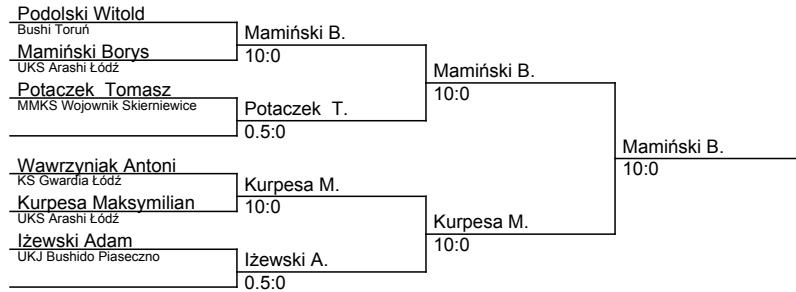 Podolski Witold
Bushi Toruń
Mamiński B.
Mamiński Borys
10:0
UKS Arashi Łódź
Mamiński B.
Potaczek Tomasz
10:0
MMKS Wojownik Skierniewice
Potaczek T.
0.5:0
Mamiński B.
Wawrzyniak Antoni
10:0
KS Gwardia Łódź
Kurpesa M.
Kurpesa Maksymilian
10:0
UKS Arashi Łódź
Kurpesa M.
Iżewski Adam
10:0
UKJ Bushido Piaseczno
Iżewski A.
0.5:0